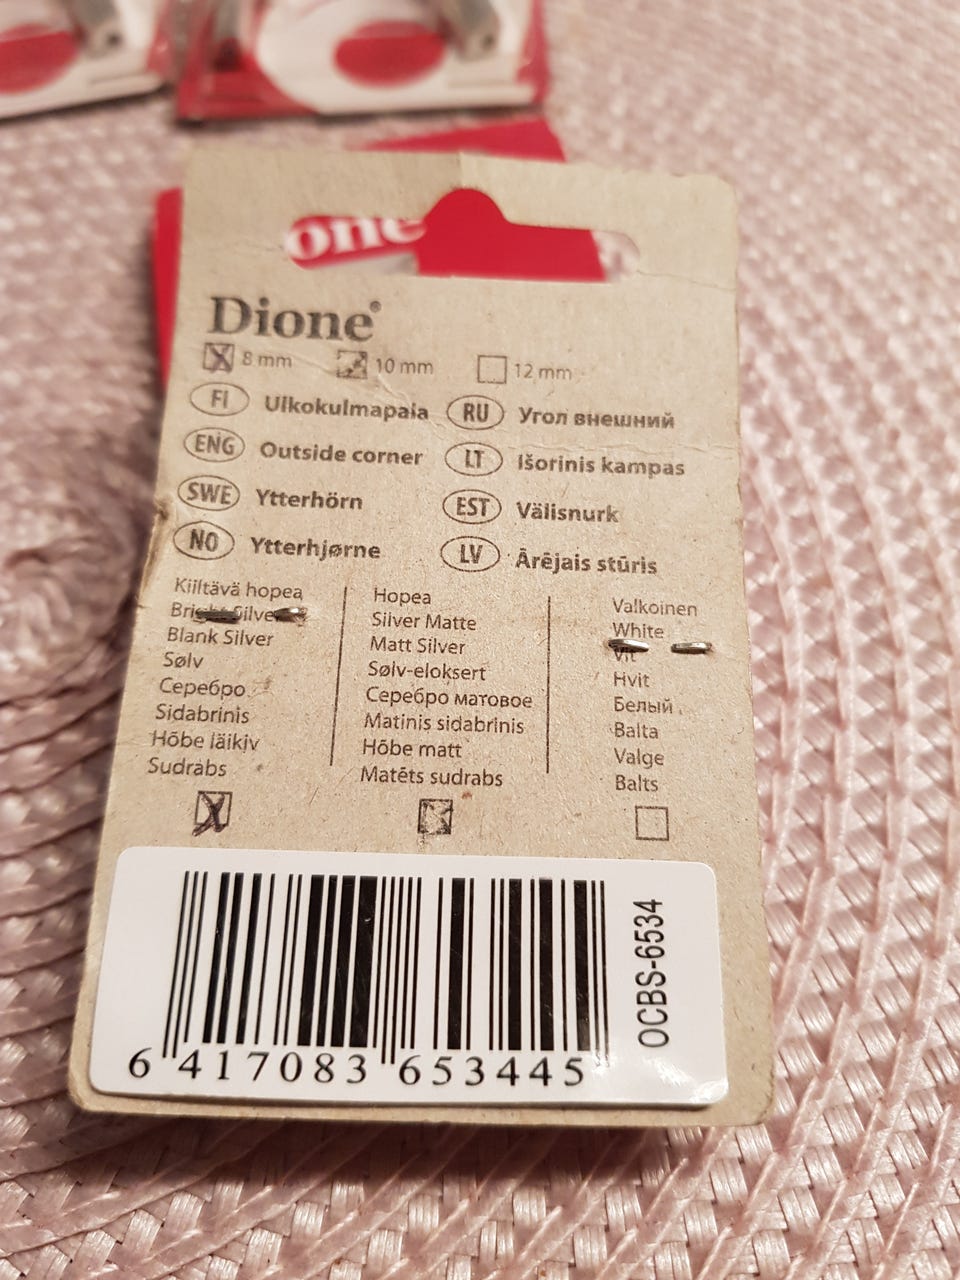 one
Dione®
8 mm 10 mm 12 mm
FI Ulkokulmapala RU Угол внешний
ENG Outside corner LT Išorinis kampas
SWE Ytterhörn EST Välisnurk
NO Ytterhjørne LV Ārējais stūris
Kiiltävä hopea
Bright Silver
Blank Silver
Sølv
Серебро
Sidabrinis
Hõbe läikiv
Sudrabs
Hopea
Silver Matte
Matt Silver
Sølv-eloksert
Серебро матовое
Matinis sidabrinis
Hõbe matt
Matēts sudrabs
Valkoinen
White
Vit
Hvit
Белый
Balta
Valge
Balts
6 417083 653445
OCBS-6534